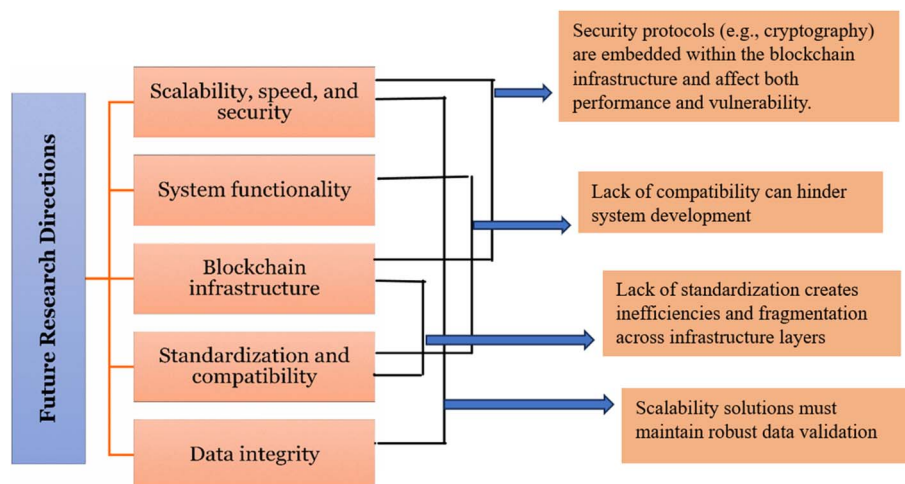 Future Research Directions
Scalability, speed, and
security
System functionality
Blockchain
infrastructure
Standardization and
compatibility
Data integrity
Security protocols (e.g., cryptography)
are embedded within the blockchain
infrastructure and affect both
performance and vulnerability.
Lack of compatibility can hinder
system development
Lack of standardization creates
inefficiencies and fragmentation
across infrastructure layers
Scalability solutions must
maintain robust data validation